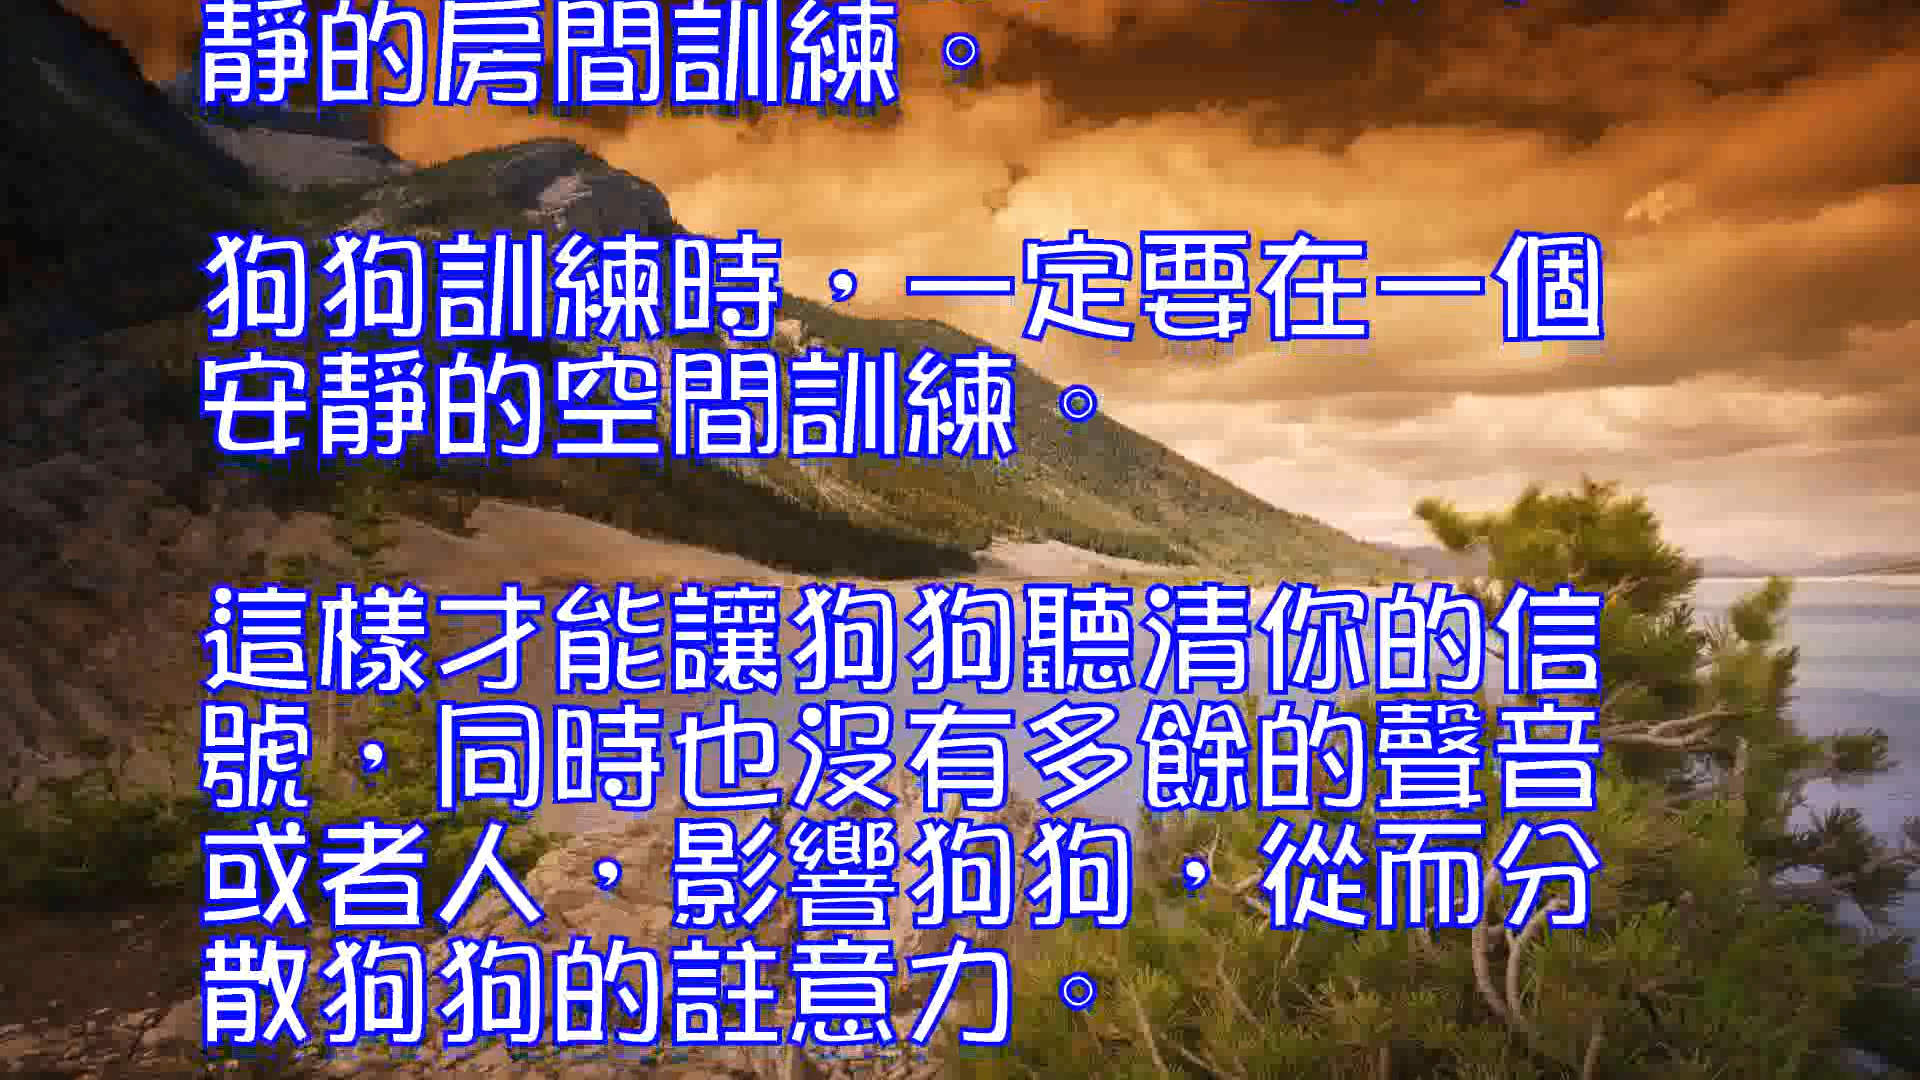 靜的房間訓練。
狗狗訓練時，一定要在一個
安靜的空間訓練。
這樣才能讓狗狗聽清你的信
號，同時也沒有多餘的聲音
或者人，影響狗狗，從而分
散狗狗的註意力。